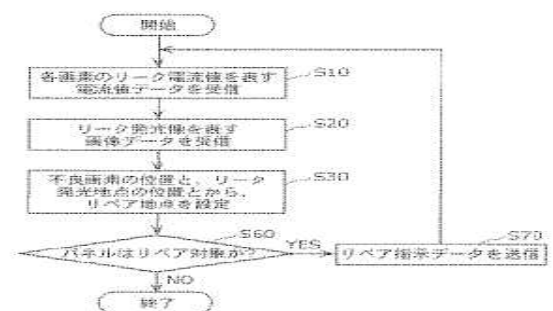 開始
各画素のリーク電流値を表す
電流値データを受信
S10
リーク発光像を表す
画像データを受信
S20
不良画素の位置と、リーク
発光地点の位置とから、
リペア地点を設定
S30
パネルはリペア対象か?
S60
YES
リペア指示データを送信
S70
NO
終了